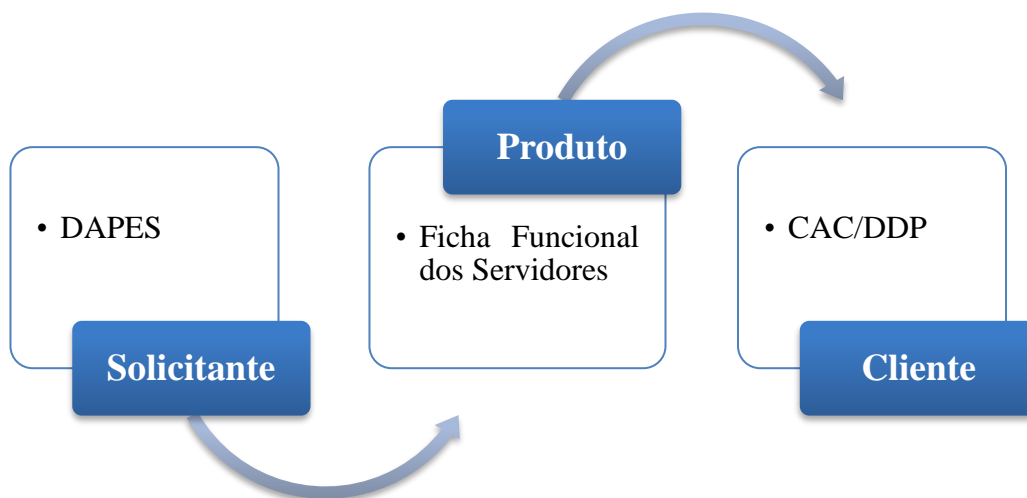 • DAPES
Solicitante
Produto
• Ficha Funcional
dos Servidores
• CAC/DDP
Cliente